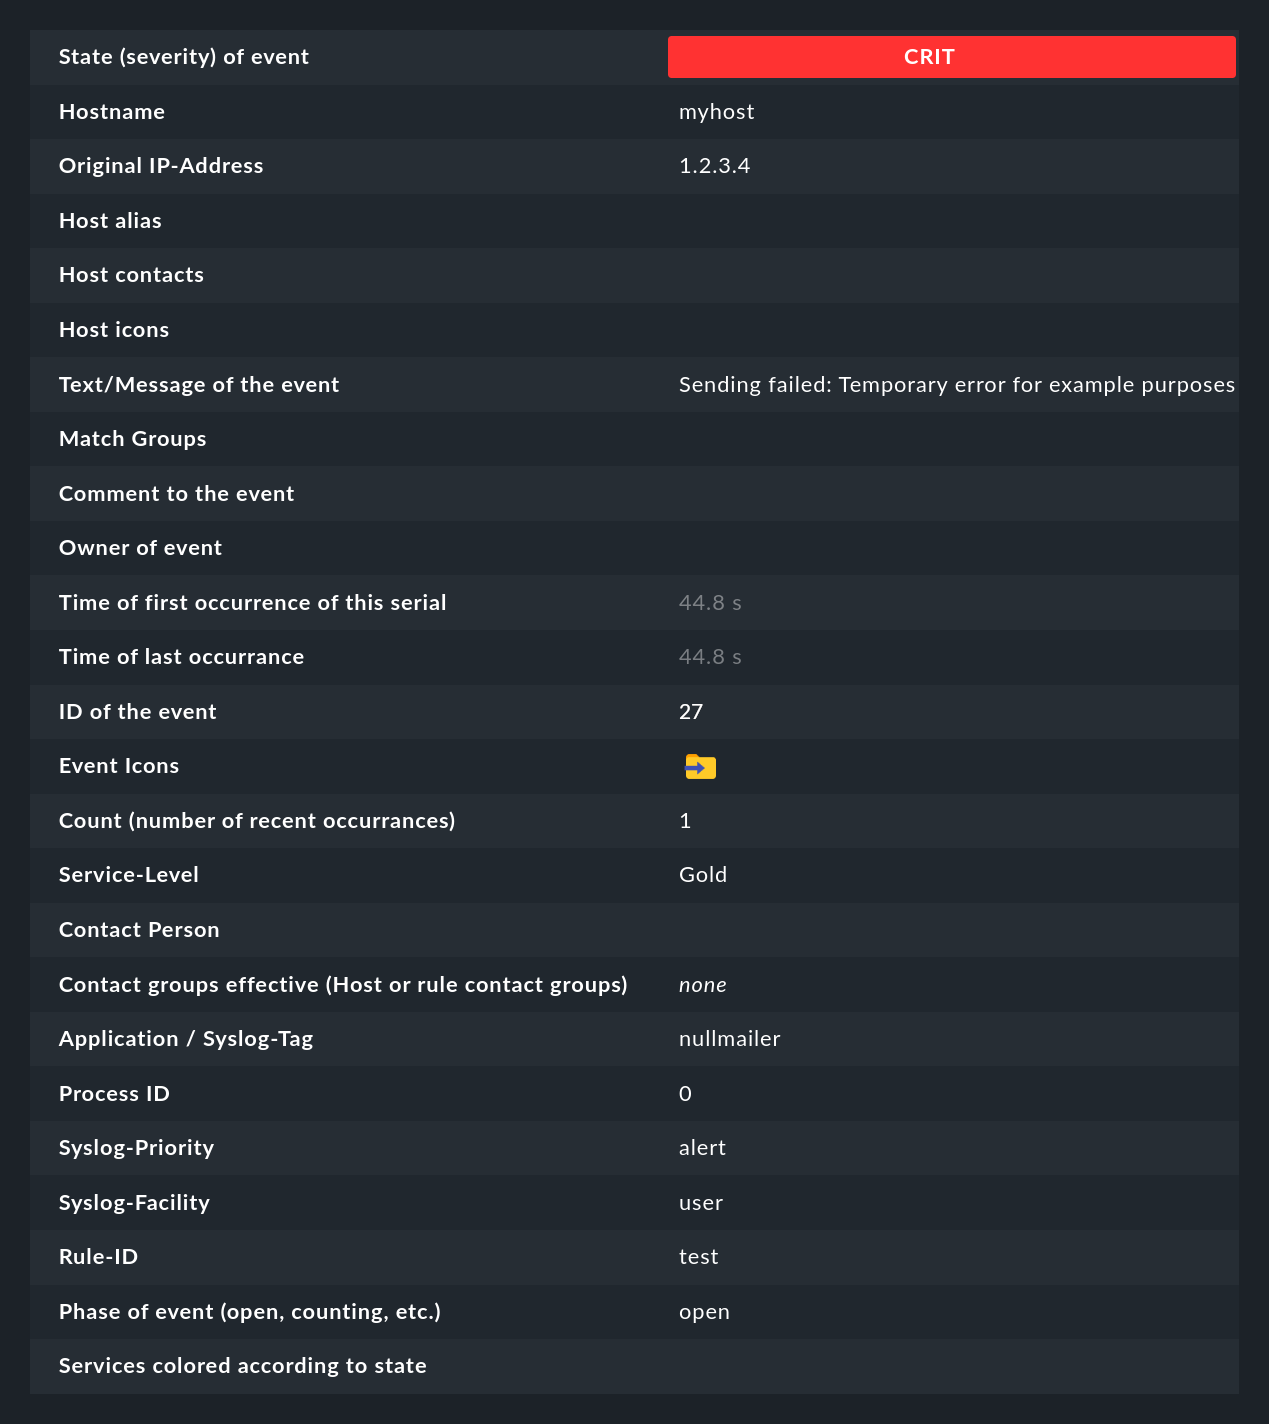 State (severity) of event CRIT
Hostname myhost
Original IP-Address 1.2.3.4
Host alias
Host contacts
Host icons
Text/Message of the event Sending failed: Temporary error for example purposes
Match Groups
Comment to the event
Owner of event
Time of first occurrence of this serial 44.8 s
Time of last occurrance 44.8 s
ID of the event 27
Event Icons
Count (number of recent occurrances) 1
Service-Level Gold
Contact Person
Contact groups effective (Host or rule contact groups) none
Application / Syslog-Tag nullmailer
Process ID 0
Syslog-Priority alert
Syslog-Facility user
Rule-ID test
Phase of event (open, counting, etc.) open
Services colored according to state